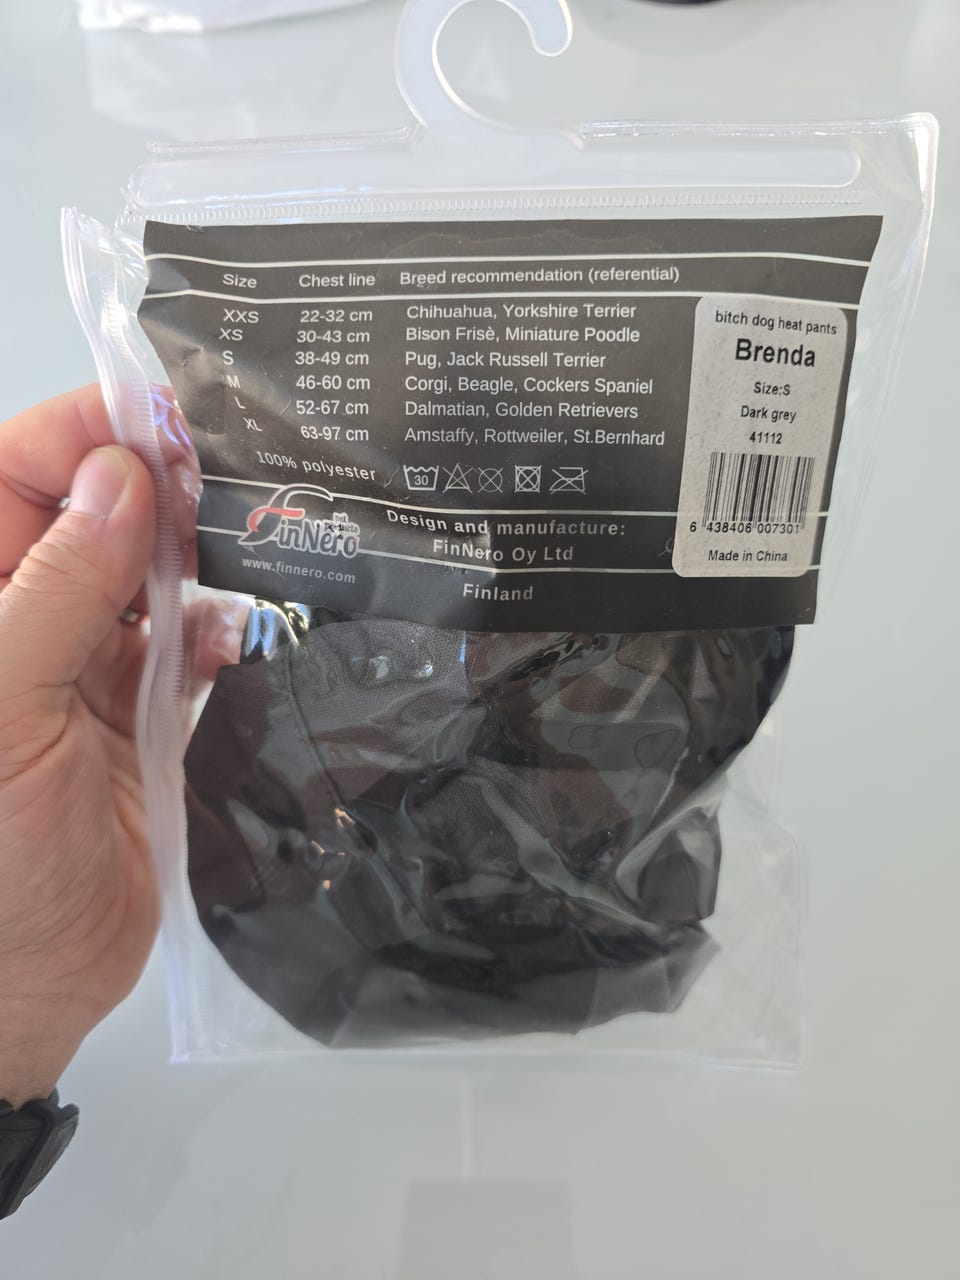 Size Chest line Breed recommendation (referential)
XXS 22-32 cm Chihuahua, Yorkshire Terrier
XS 30-43 cm Bison Frisè, Miniature Poodle
S 38-49 cm Pug, Jack Russell Terrier
M 46-60 cm Corgi, Beagle, Cockers Spaniel
L 52-67 cm Dalmatian, Golden Retrievers
XL 63-97 cm Amstaffy, Rottweiler, St.Bernhard
100% polyester
30
pet
products
FinNero
www.finnero.com
Design and manufacture:
FinNero Oy Ltd
Finland
bitch dog heat pants
Brenda
Size:S
Dark grey
41112
6 438406 007301
Made in China